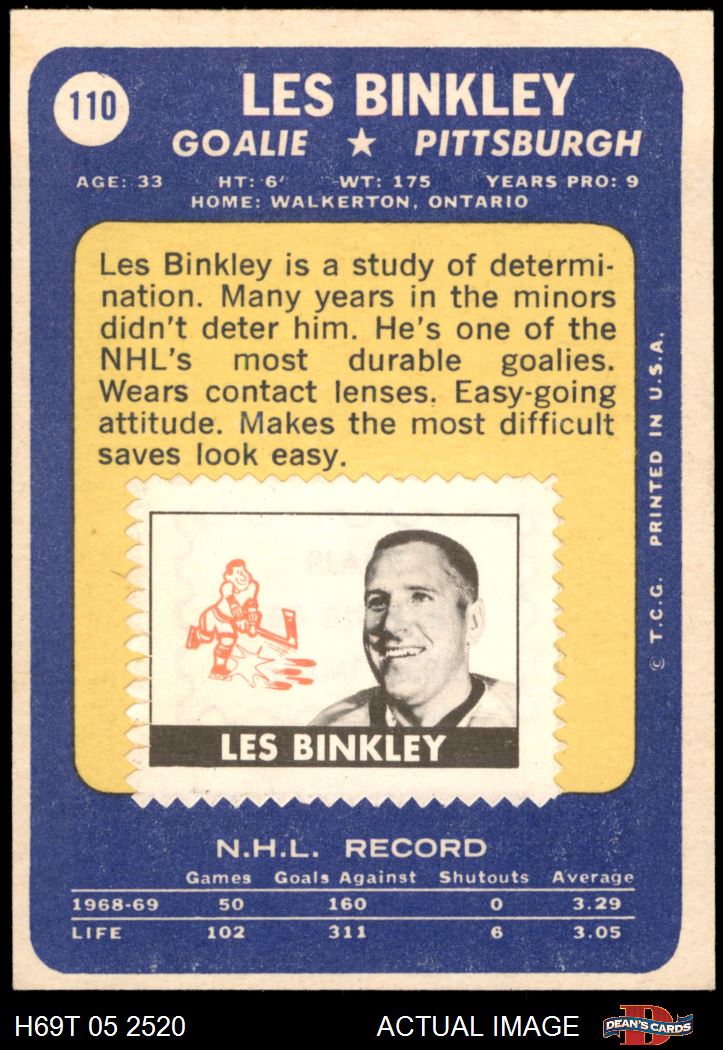 110
LES BINKLEY
GOALIE ★ PITTSBURGH
AGE: 33 HT: 6' WT: 175 YEARS PRO: 9
HOME: WALKERTON, ONTARIO
Les Binkley is a study of determi-
nation. Many years in the minors
didn't deter him. He's one of the
NHL's most durable goalies.
Wears contact lenses. Easy-going
attitude. Makes the most difficult
saves look easy.
LES BINKLEY
© T.C.G. PRINTED IN U.S.A.
N.H.L. RECORD
Games Goals Against Shutouts Average
1968-69 50 160 0 3.29
LIFE 102 311 6 3.05
H69T 05 2520 ACTUAL IMAGE
D
DEAN'S CARDS